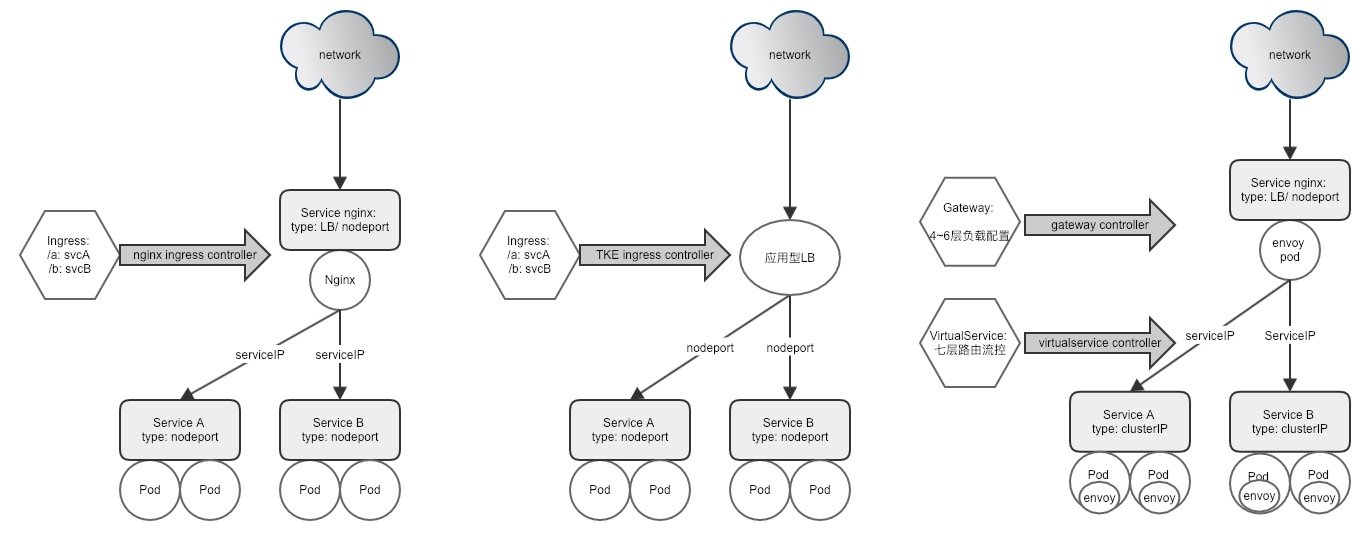 network
Service nginx:
type: LB/ nodeport
Ingress:
/a: svcA
/b: svcB
nginx ingress controller
Nginx
serviceIP
serviceIP
Service A
type: nodeport
Service B
type: nodeport
Pod
Pod
Pod
Pod
network
Ingress:
/a: svcA
/b: svcB
TKE ingress controller
应用型LB
nodeport
nodeport
Service A
type: nodeport
Service B
type: nodeport
Pod
Pod
Pod
Pod
network
Service nginx:
type: LB/ nodeport
Gateway:
4~6层负载配置
gateway controller
envoy
pod
VirtualService:
七层路由流控
virtualservice controller
serviceIP
ServiceIP
Service A
type: clusterIP
Service B
type: clusterIP
Pod
envoy
Pod
envoy
Pod
envoy
Pod
envoy